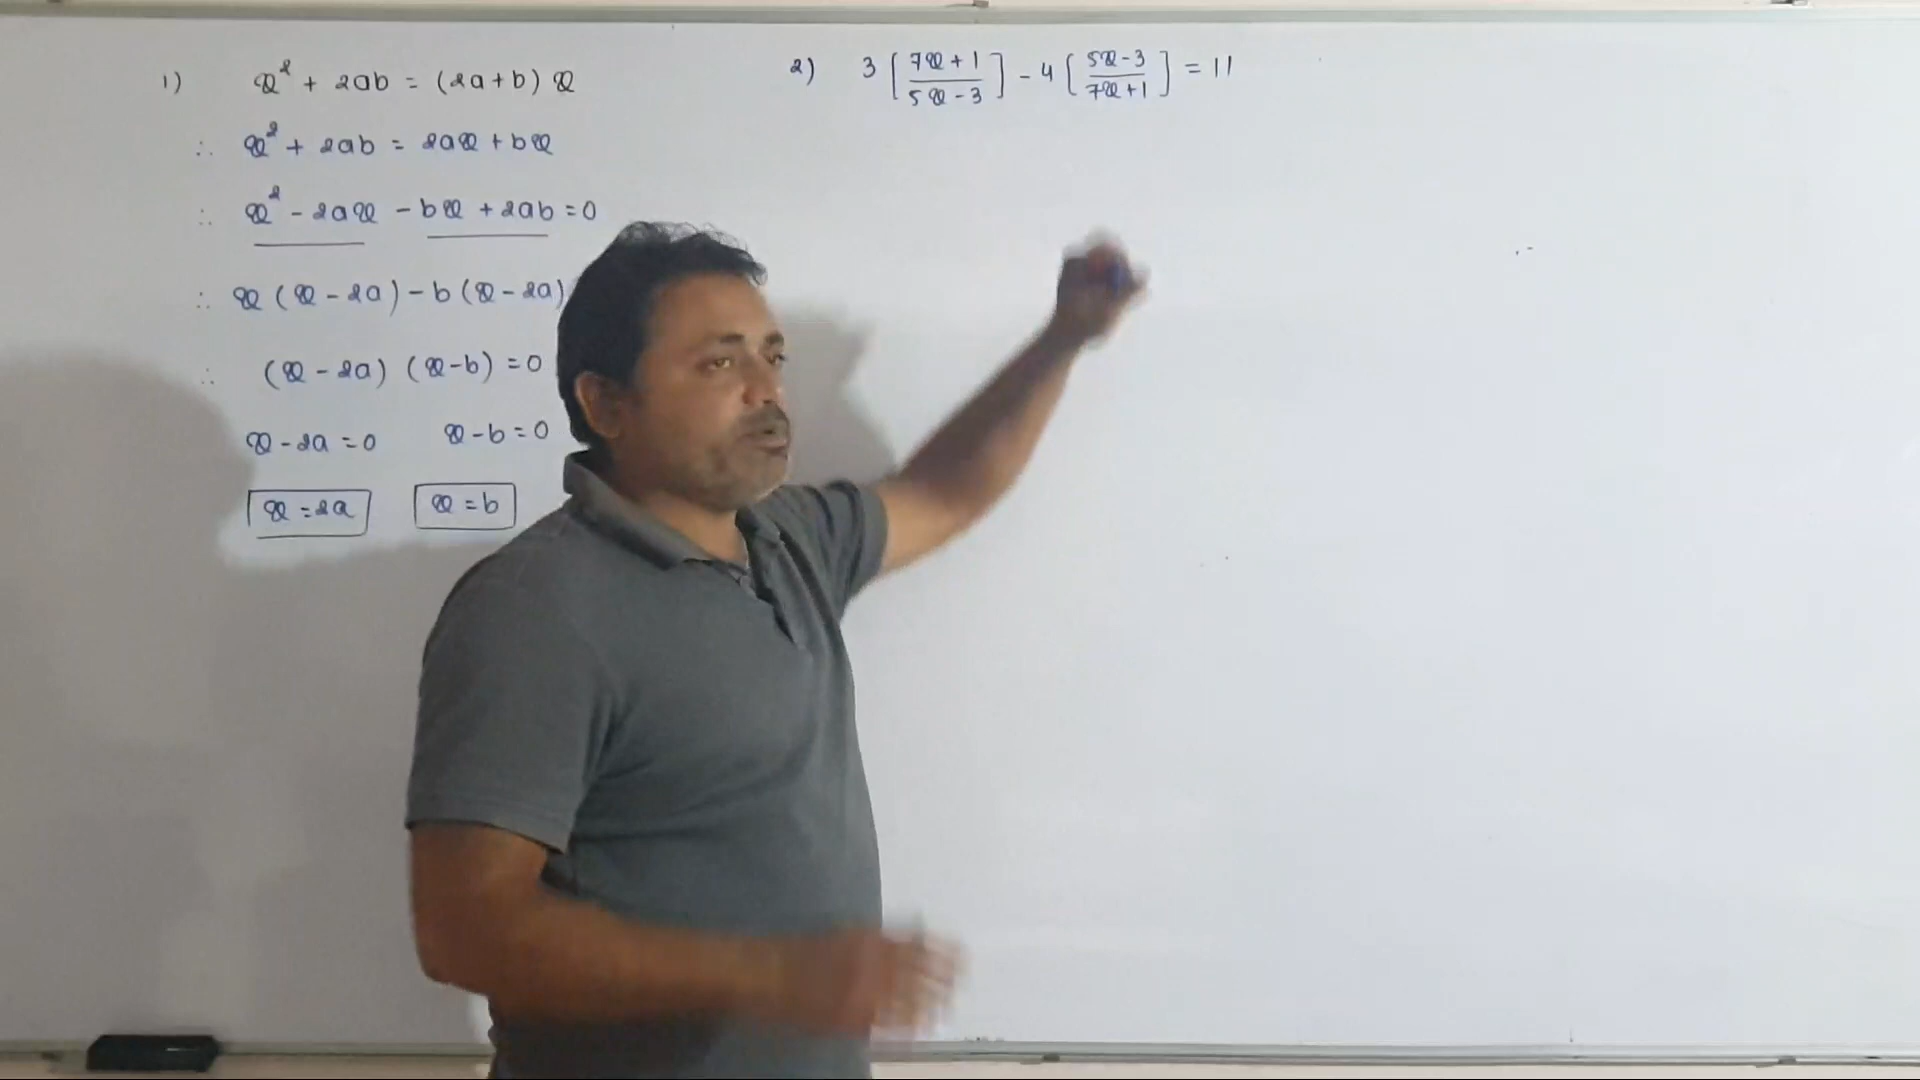 1) x² + 2ab = (2a+b) x
∴ x² + 2ab = 2ax + bx
∴ x² - 2ax - bx + 2ab = 0
∴ x (x - 2a) - b (x - 2a)
∴ (x - 2a) (x - b) = 0
x - 2a = 0 x - b = 0
x = 2a x = b
2) 3 [ (7x + 1)/(5x - 3) ] - 4 [ (5x - 3)/(7x + 1) ] = 11